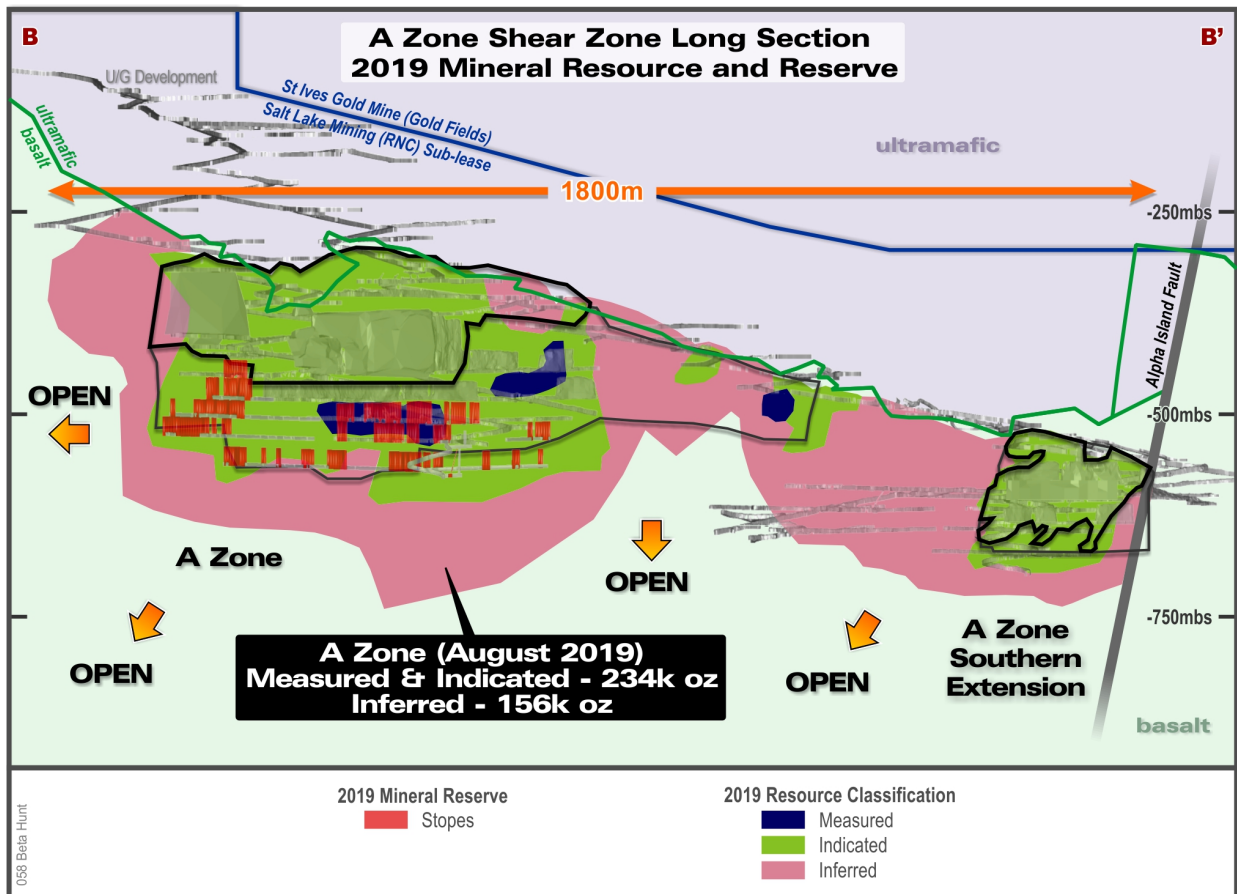 B
A Zone Shear Zone Long Section
2019 Mineral Resource and Reserve
B'
U/G Development
St Ives Gold Mine (Gold Fields)
Salt Lake Mining (RNC) Sub-lease
ultramafic
basalt
ultramafic
1800m
-250mbs
Alpha Island Fault
OPEN
-500mbs
A Zone
OPEN
-750mbs
OPEN
A Zone (August 2019)
Measured & Indicated - 234k oz
Inferred - 156k oz
OPEN
A Zone
Southern
Extension
basalt
2019 Mineral Reserve
Stopes
2019 Resource Classification
Measured
Indicated
Inferred
058 Beta Hunt